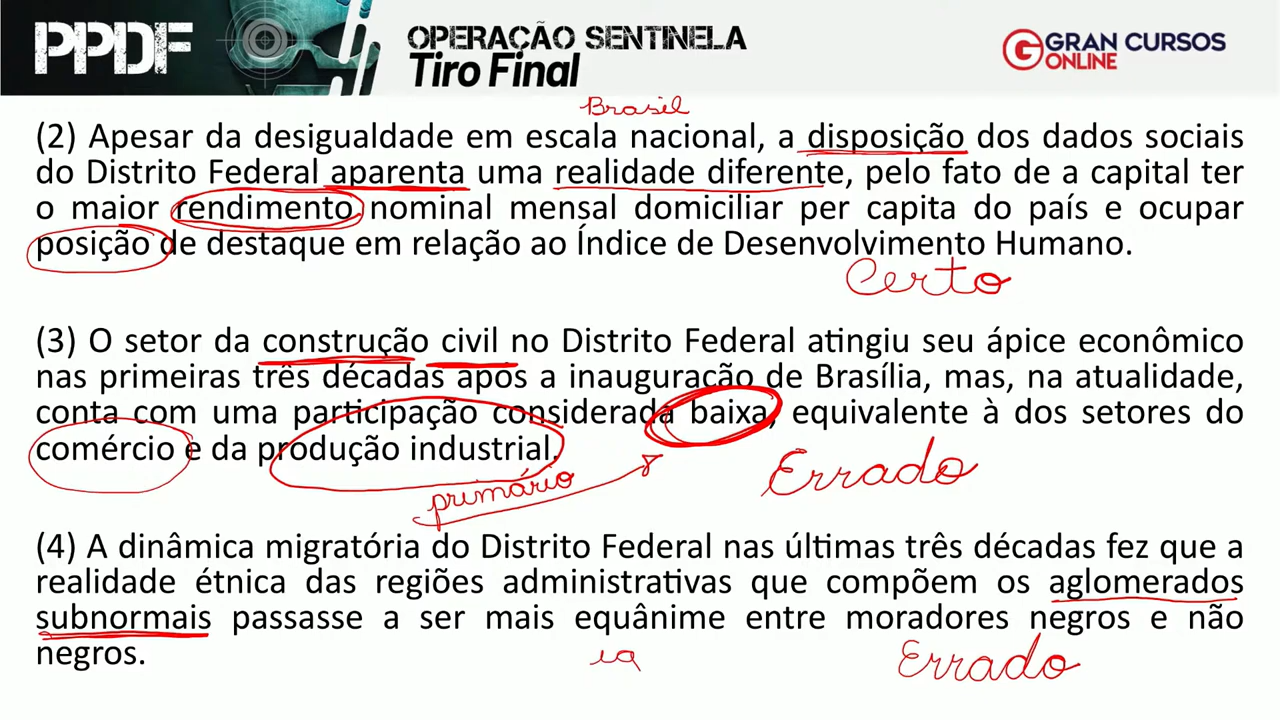 PPDF
OPERAÇÃO SENTINELA
Tiro Final
GRAN CURSOS
ONLINE
Brasil
(2) Apesar da desigualdade em escala nacional, a disposição dos dados sociais
do Distrito Federal aparenta uma realidade diferente, pelo fato de a capital ter
o maior rendimento nominal mensal domiciliar per capita do país e ocupar
posição de destaque em relação ao Índice de Desenvolvimento Humano.
Certo
(3) O setor da construção civil no Distrito Federal atingiu seu ápice econômico
nas primeiras três décadas após a inauguração de Brasília, mas, na atualidade,
conta com uma participação considerada baixa, equivalente à dos setores do
comércio e da produção industrial.
primário
Errado
(4) A dinâmica migratória do Distrito Federal nas últimas três décadas fez que a
realidade étnica das regiões administrativas que compõem os aglomerados
subnormais passasse a ser mais equânime entre moradores negros e não
negros.
Errado